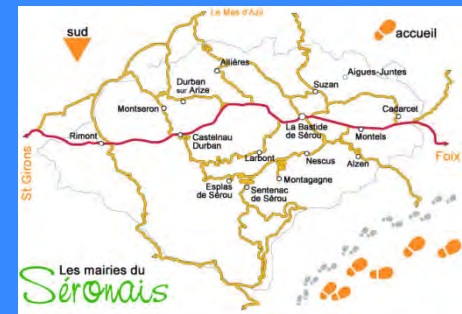 Le Mas d'Azil
sud
accueil
Allières
Aigues-Juntes
Durban
sur Arize
Suzan
Montseron
Cadarcet
La Bastide
de Sérou
Rimont
Castelnau
Durban
Montels
St Girons
Foix
Larbont
Nescus
Alzen
Esplas
de Sérou
Montagagne
Sentenac
de Sérou
Les mairies du
Séronais